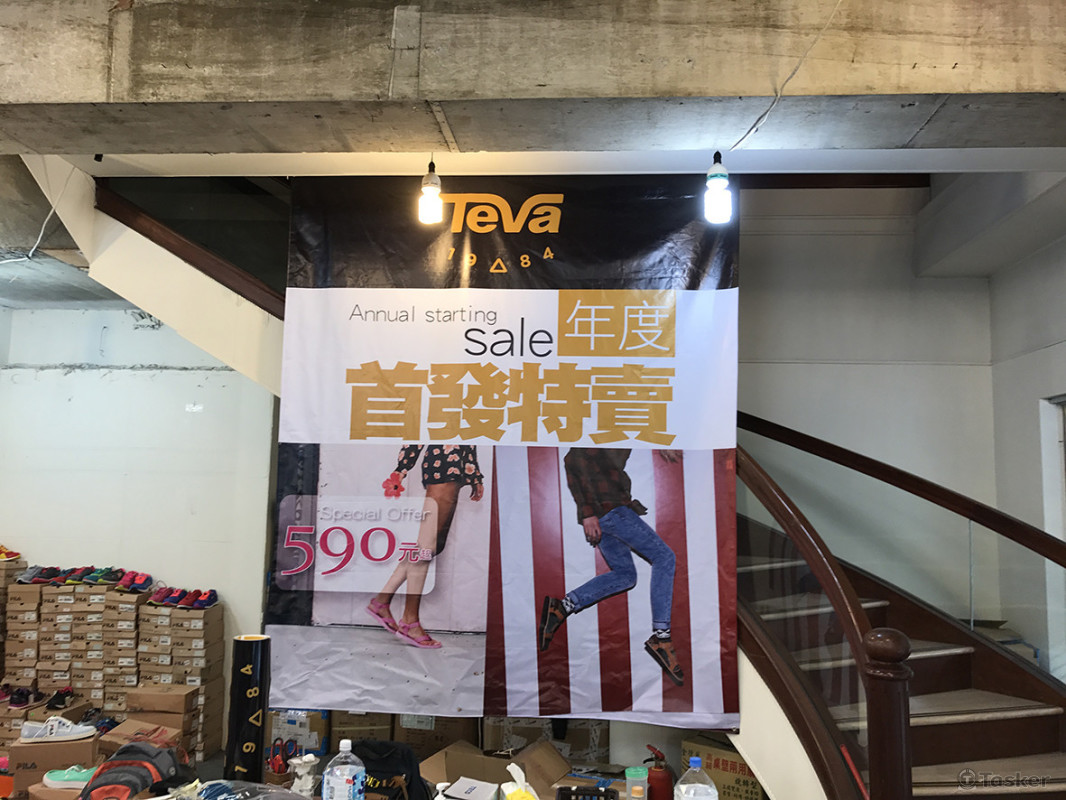 Teva
1984
Annual starting
sale 年度
首發特賣
Special Offer
590元起
1984
FILA
FILA
Tasker